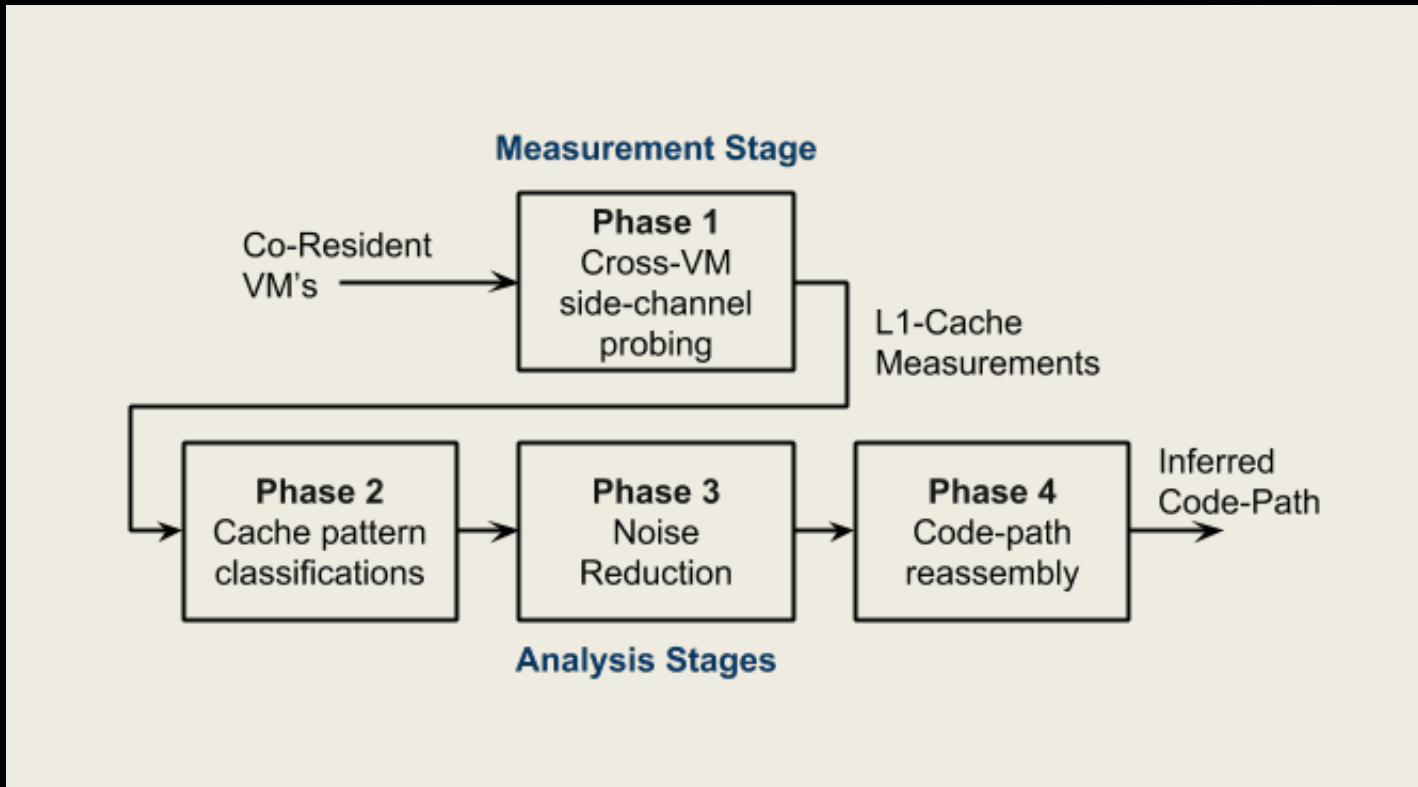 Measurement Stage
Co-Resident
VM's
Phase 1
Cross-VM
side-channel
probing
L1-Cache
Measurements
Phase 2
Cache pattern
classifications
Phase 3
Noise
Reduction
Phase 4
Code-path
reassembly
Inferred
Code-Path
Analysis Stages